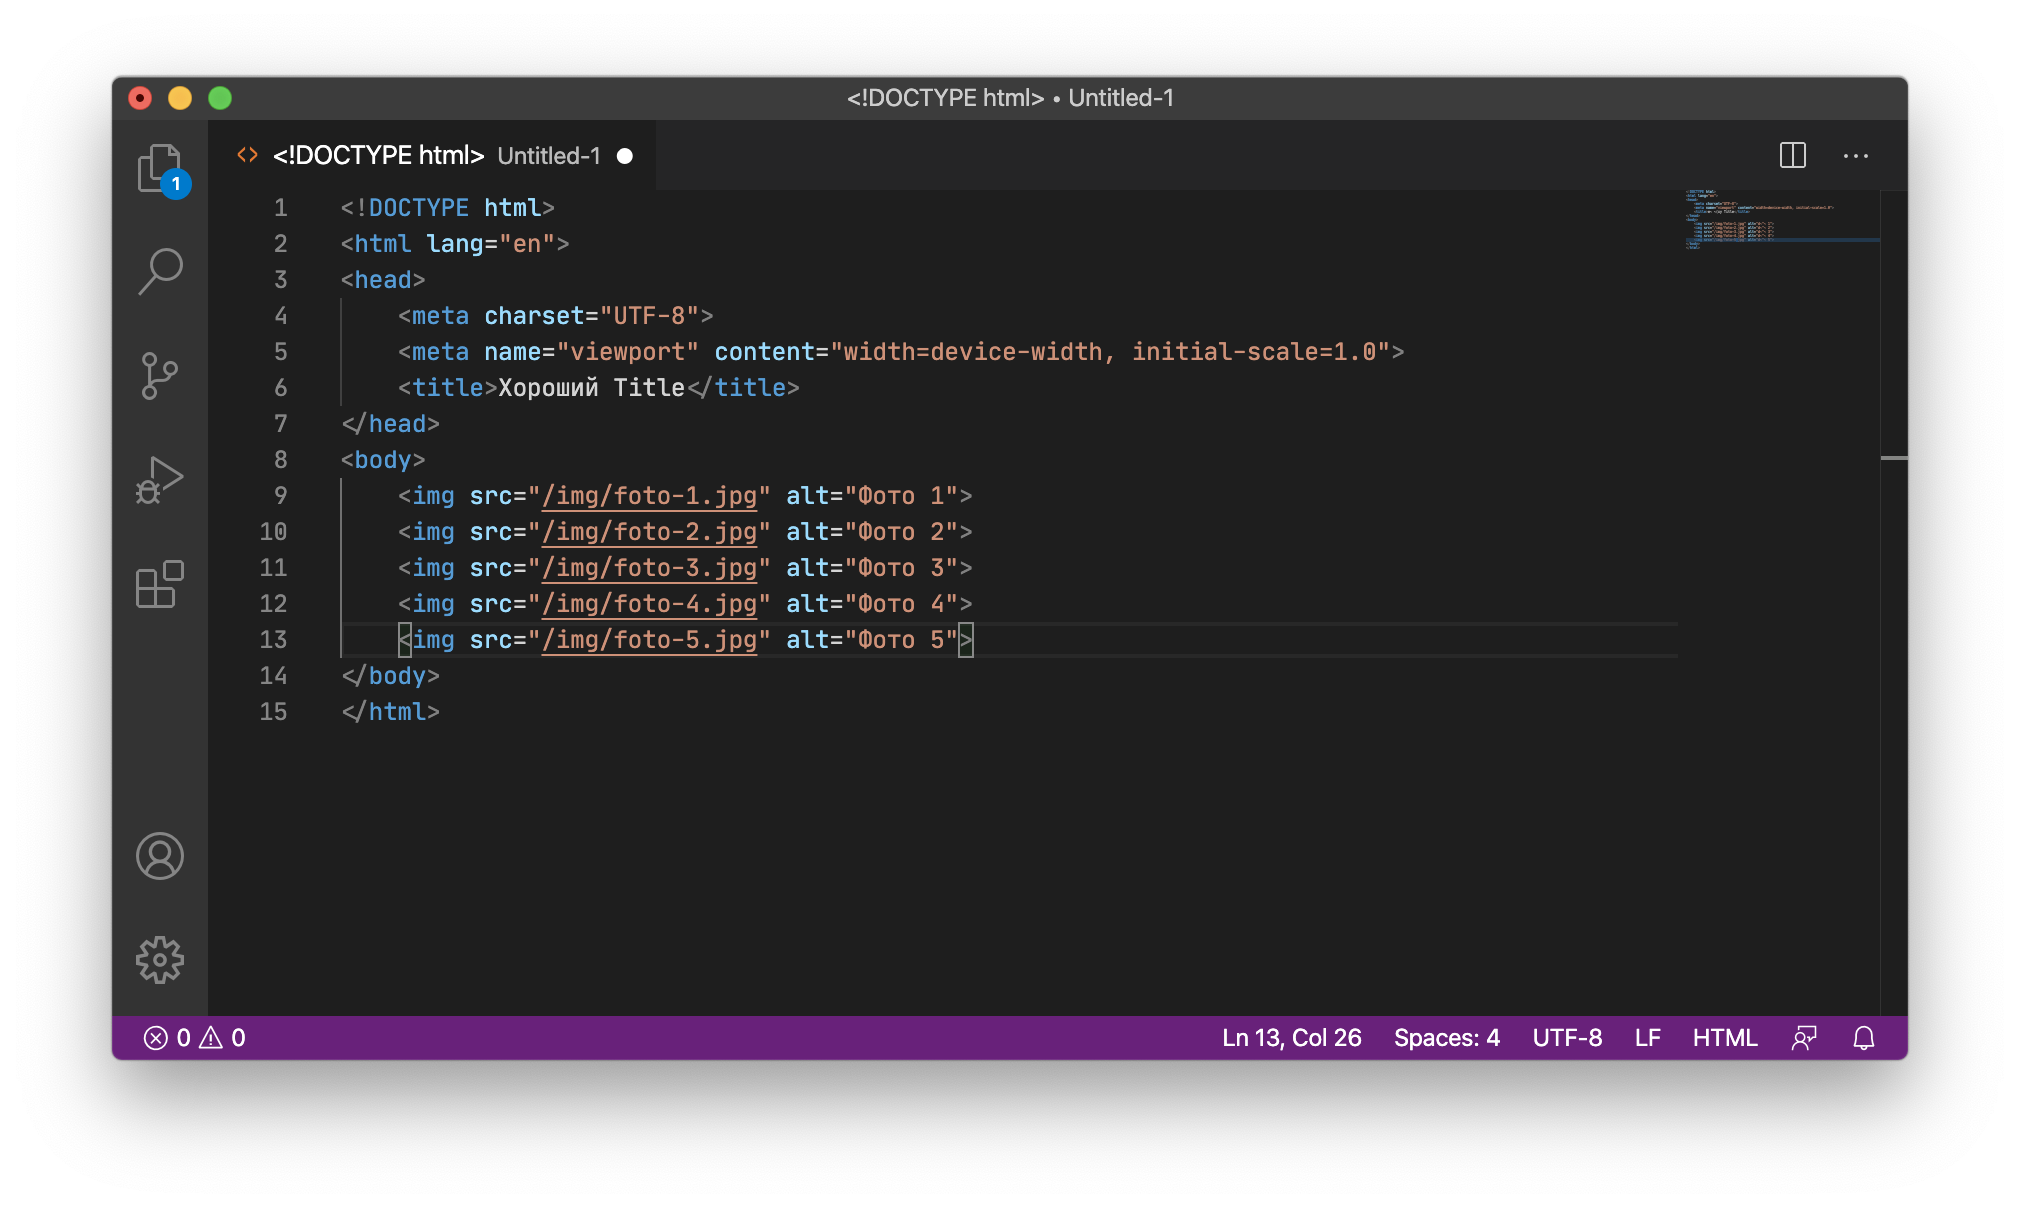 <!DOCTYPE html> • Untitled-1
<!DOCTYPE html> Untitled-1
1
1 <!DOCTYPE html>
2 <html lang="en">
3 <head>
4     <meta charset="UTF-8">
5     <meta name="viewport" content="width=device-width, initial-scale=1.0">
6     <title>Хороший Title</title>
7 </head>
8 <body>
9     <img src="/img/foto-1.jpg" alt="Фото 1">
10     <img src="/img/foto-2.jpg" alt="Фото 2">
11     <img src="/img/foto-3.jpg" alt="Фото 3">
12     <img src="/img/foto-4.jpg" alt="Фото 4">
13     <img src="/img/foto-5.jpg" alt="Фото 5">
14 </body>
15 </html>
0 0 Ln 13, Col 26 Spaces: 4 UTF-8 LF HTML